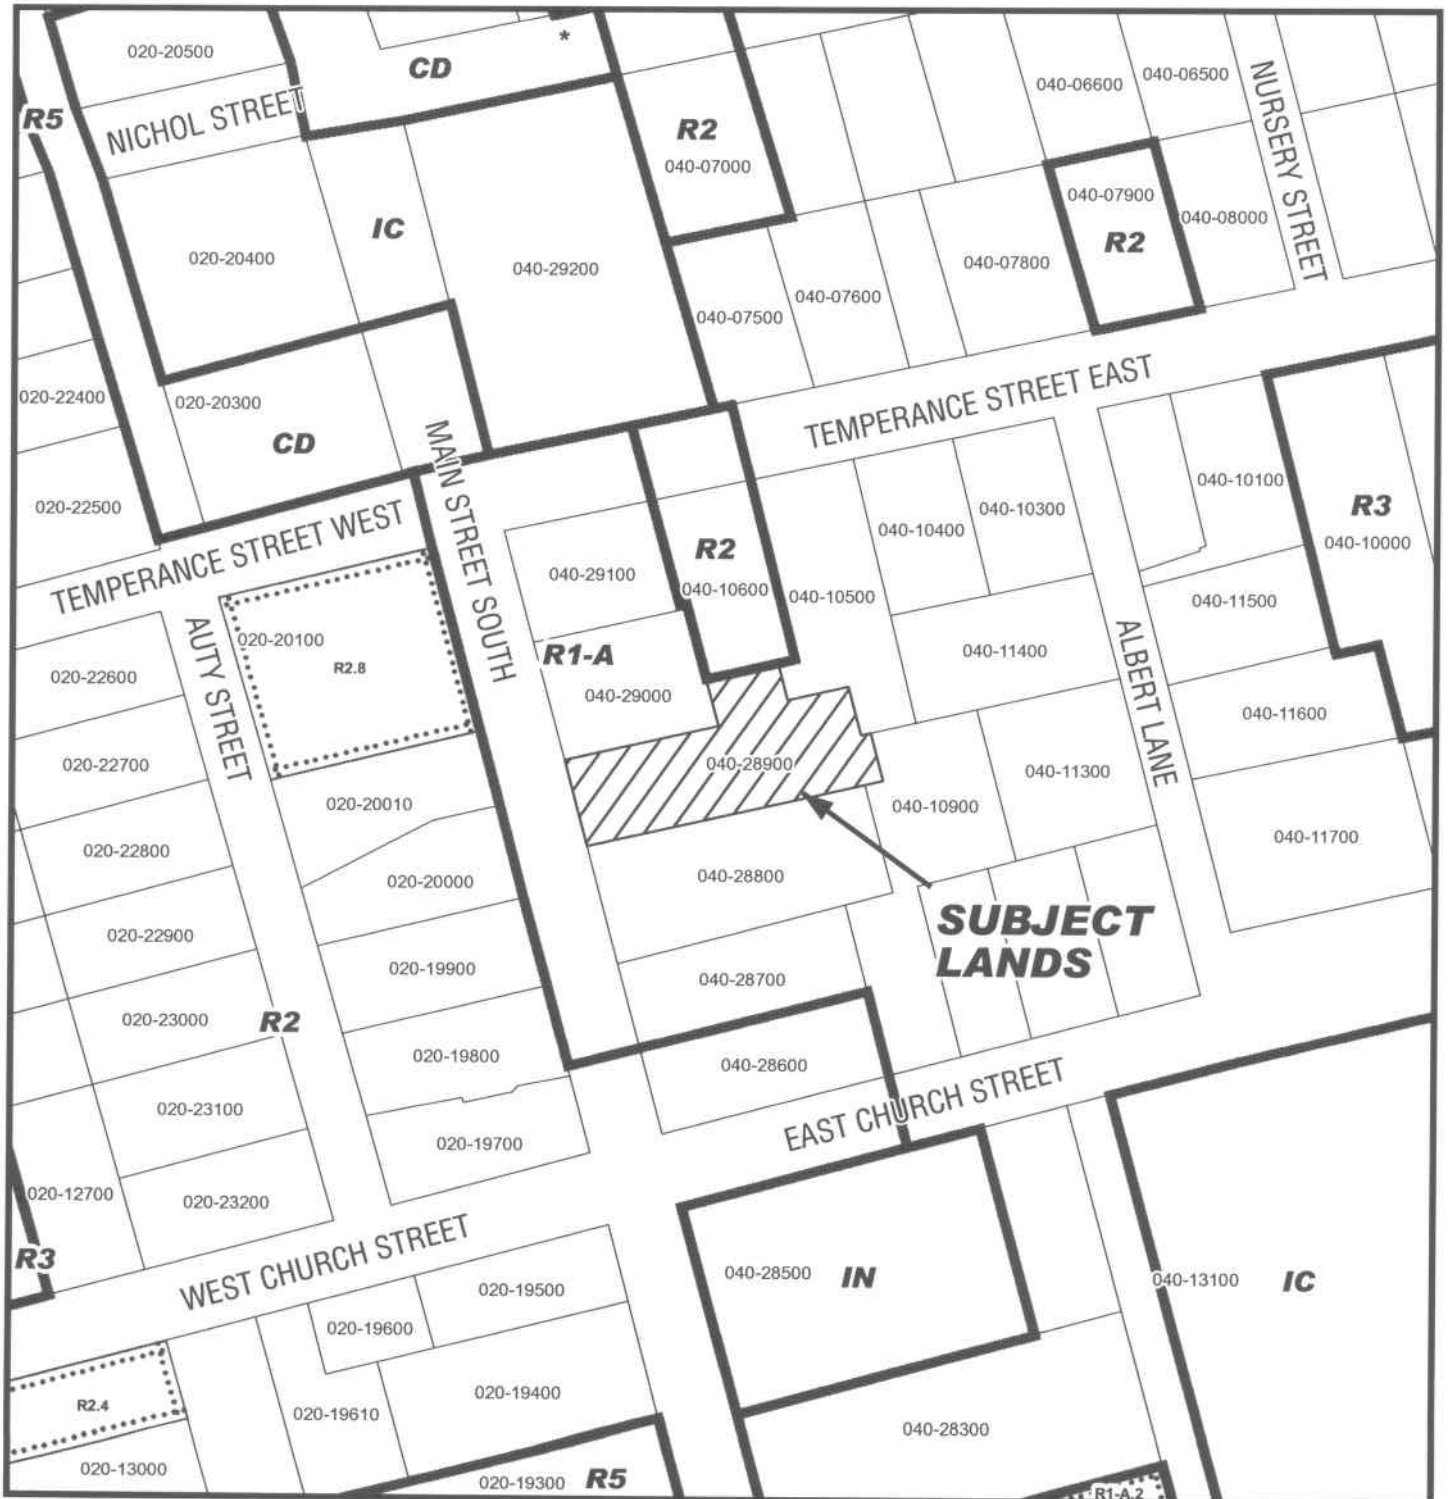 020-20500
*
CD
R5
NICHOL STREET
R2
040-07000
040-06600
040-06500
NURSERY STREET
040-07900
R2
040-08000
IC
020-20400
040-29200
040-07800
040-07600
040-07500
020-22400
020-20300
CD
TEMPERANCE STREET EAST
MAIN STREET SOUTH
020-22500
TEMPERANCE STREET WEST
040-10100
R3
040-10000
040-10300
040-10400
R2
040-10600
040-10500
040-29100
040-11500
AUTY STREET
020-20100
R2.8
R1-A
040-29000
040-11400
ALBERT LANE
020-22600
040-11600
020-22700
040-28900
040-11300
020-20010
040-10900
040-11700
020-22800
020-20000
040-28800
SUBJECT
LANDS
020-22900
020-19900
040-28700
020-23000
R2
020-19800
040-28600
020-23100
EAST CHURCH STREET
020-19700
020-12700
020-23200
R3
WEST CHURCH STREET
040-28500
IN
040-13100
IC
020-19500
020-19600
R2.4
020-19400
020-19610
040-28300
020-13000
020-19300
R5
R1-A.2